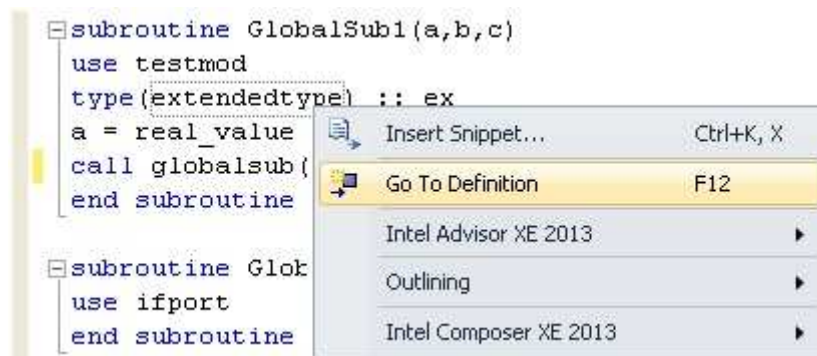 subroutine GlobalSub1(a,b,c)
use testmod
type(extendedtype) :: ex
a = real_value
call globalsub(
end subroutine
subroutine Glob
use ifport
end subroutine
Insert Snippet... Ctrl+K, X
Go To Definition F12
Intel Advisor XE 2013
Outlining
Intel Composer XE 2013